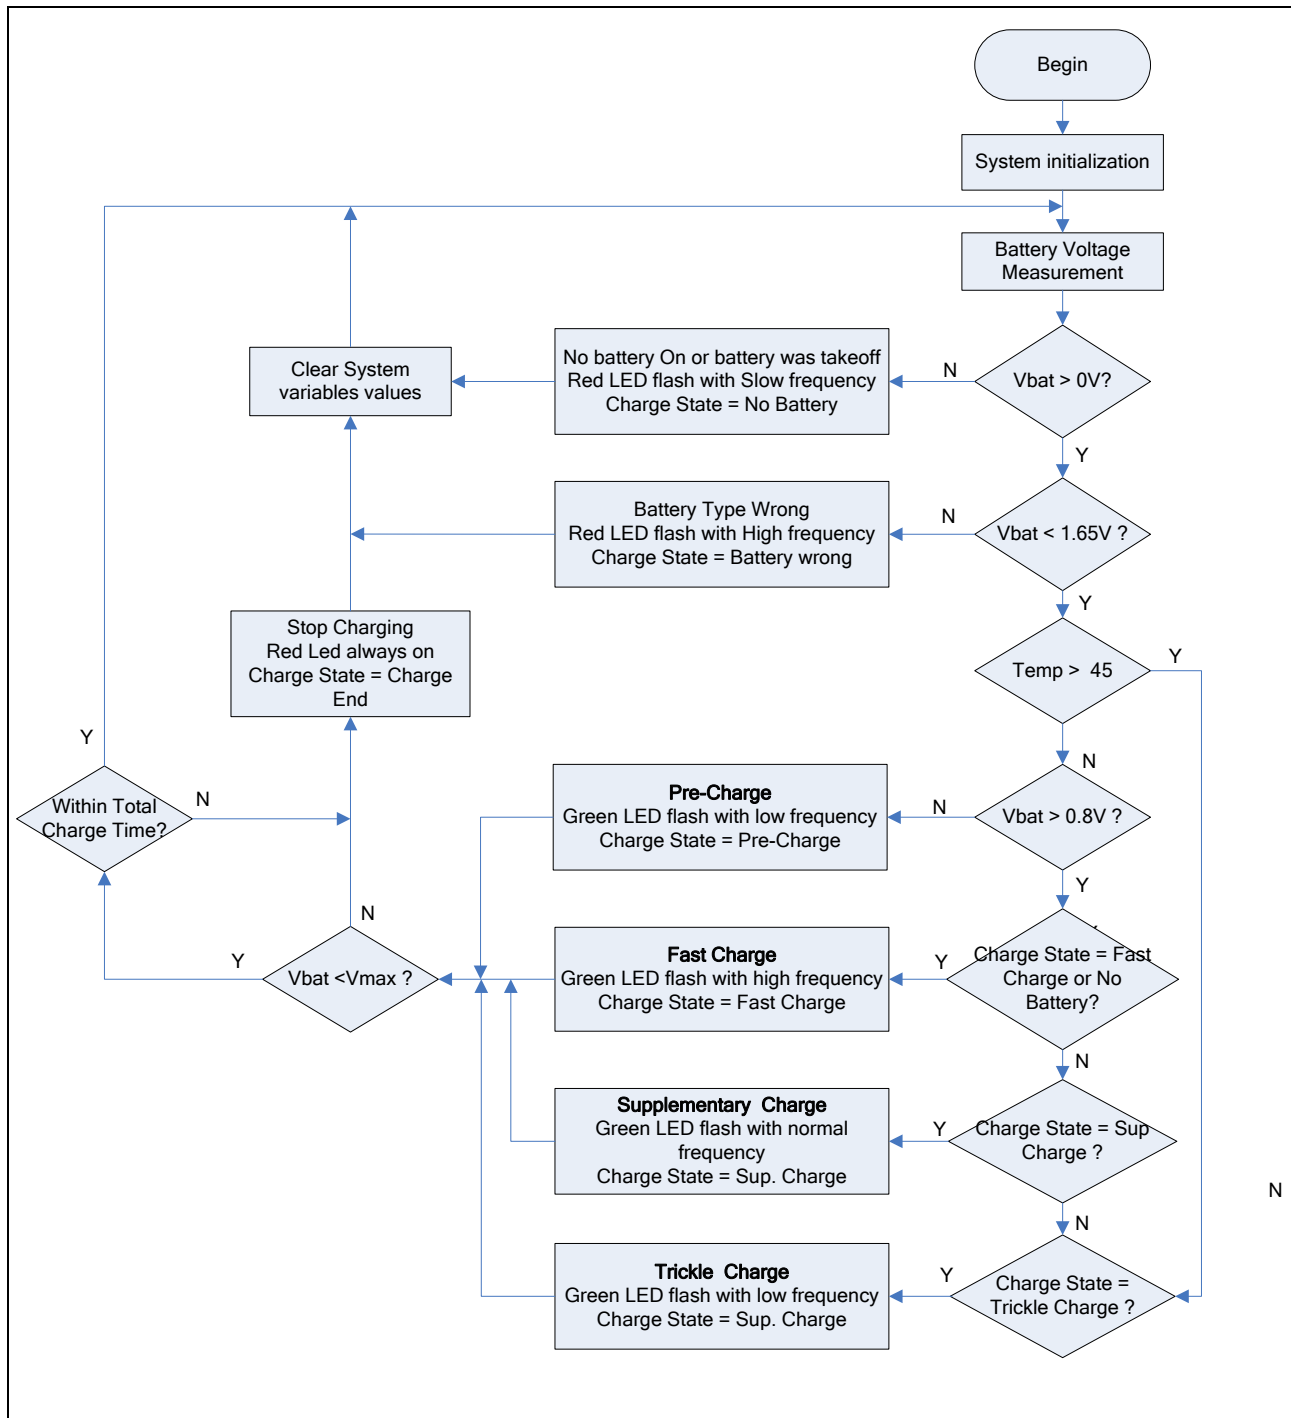 Begin
System initialization
Battery Voltage
Measurement
Vbat > 0V?
N
No battery On or battery was takeoff
Red LED flash with Slow frequency
Charge State = No Battery
Clear System
variables values
Y
Vbat < 1.65V ?
N
Battery Type Wrong
Red LED flash with High frequency
Charge State = Battery wrong
Y
Stop Charging
Red Led always on
Charge State = Charge
End
Temp > 45
Y
N
Y
Within Total
Charge Time?
N
Vbat > 0.8V ?
N
Pre-Charge
Green LED flash with low frequency
Charge State = Pre-Charge
Y
Charge State = Fast
Charge or No
Battery?
Y
Fast Charge
Green LED flash with high frequency
Charge State = Fast Charge
N
Vbat <Vmax ?
Y
N
Charge State = Sup
Charge ?
Y
Supplementary Charge
Green LED flash with normal
frequency
Charge State = Sup. Charge
N
N
Charge State =
Trickle Charge ?
Y
Trickle Charge
Green LED flash with low frequency
Charge State = Sup. Charge